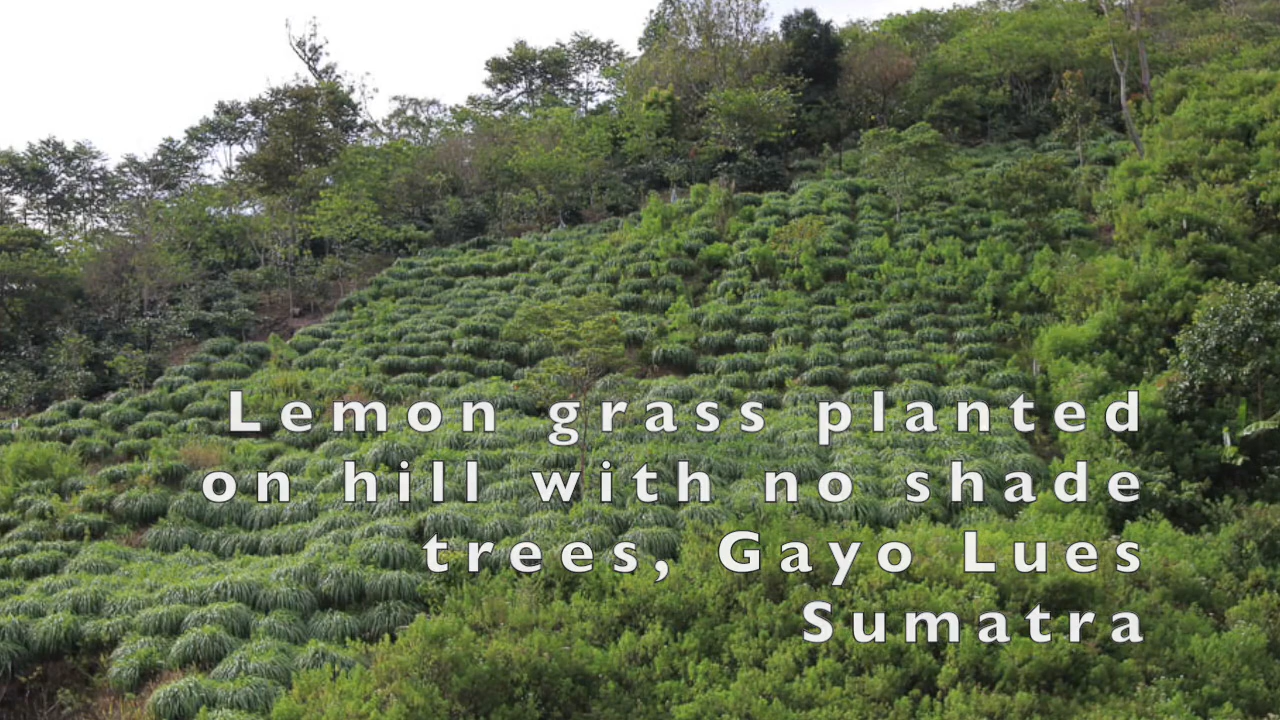 Lemon grass planted
on hill with no shade
trees, Gayo Lues
Sumatra